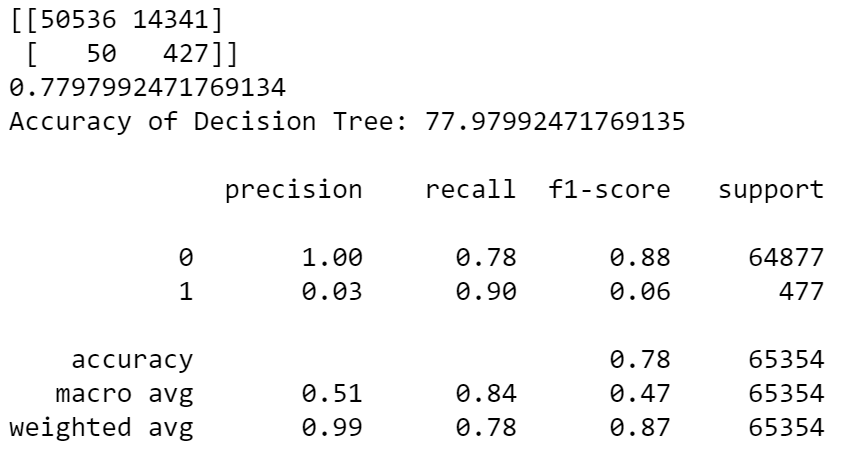 [[50536 14341]
 [   50   427]]
0.7797992471769134
Accuracy of Decision Tree: 77.97992471769135
              precision    recall  f1-score   support
           0       1.00      0.78      0.88     64877
           1       0.03      0.90      0.06       477
    accuracy                           0.78     65354
   macro avg       0.51      0.84      0.47     65354
weighted avg       0.99      0.78      0.87     65354